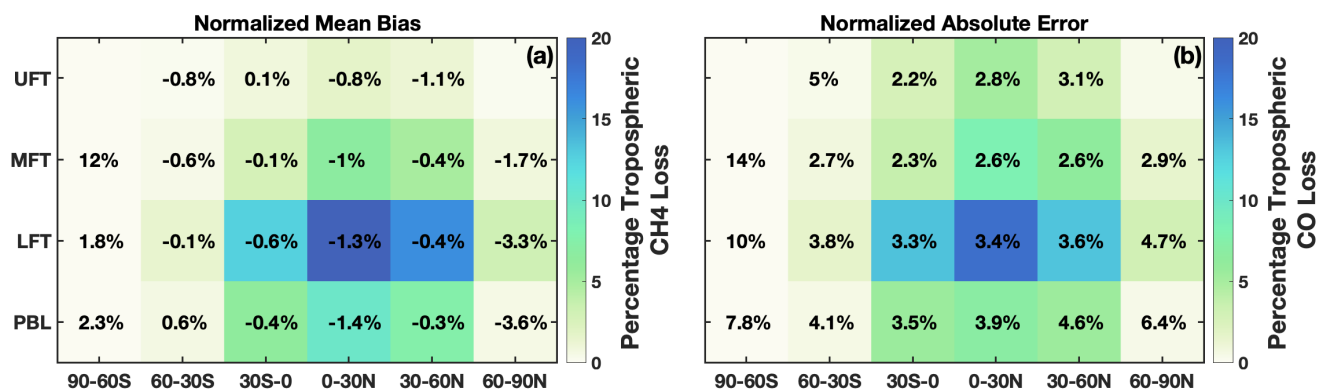 Normalized Mean Bias
(a)
UFT -0.8% 0.1% -0.8% -1.1%
MFT 12% -0.6% -0.1% -1% -0.4% -1.7%
LFT 1.8% -0.1% -0.6% -1.3% -0.4% -3.3%
PBL 2.3% 0.6% -0.4% -1.4% -0.3% -3.6%
90-60S 60-30S 30S-0 0-30N 30-60N 60-90N
20
15
10
5
0
Percentage Tropospheric
CH4 Loss
Normalized Absolute Error
(b)
5% 2.2% 2.8% 3.1%
14% 2.7% 2.3% 2.6% 2.6% 2.9%
10% 3.8% 3.3% 3.4% 3.6% 4.7%
7.8% 4.1% 3.5% 3.9% 4.6% 6.4%
90-60S 60-30S 30S-0 0-30N 30-60N 60-90N
20
15
10
5
0
Percentage Tropospheric
CO Loss